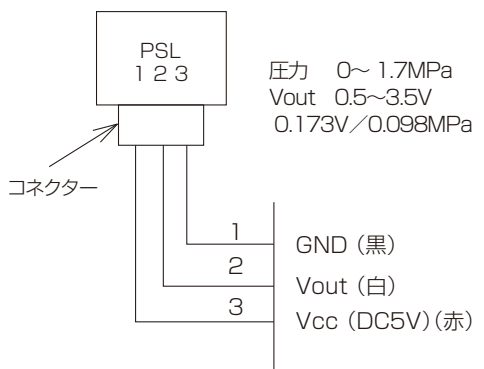 PSL
1 2 3
圧力 0～1.7MPa
Vout 0.5～3.5V
0.173V／0.098MPa
コネクター
1
GND（黒）
2
Vout（白）
3
Vcc（DC5V）（赤）